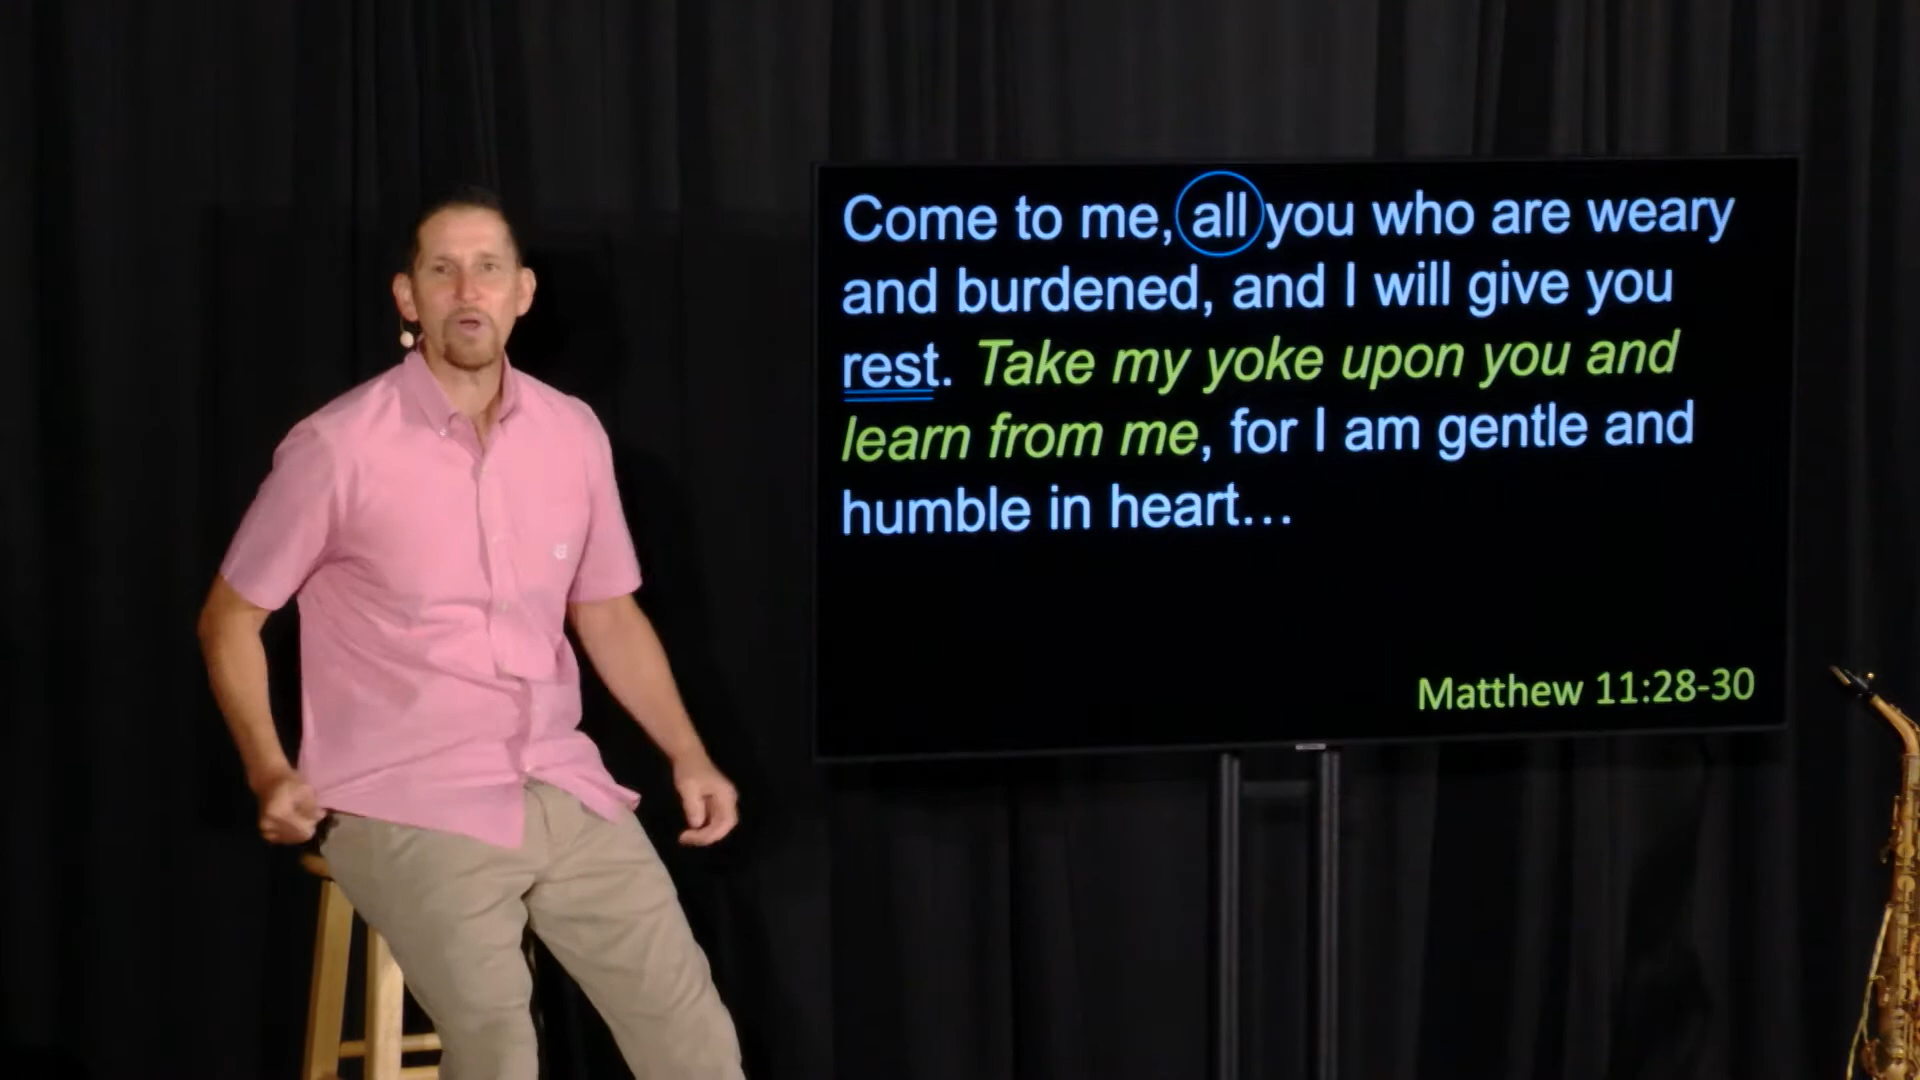 Come to me, all you who are weary
and burdened, and I will give you
rest. Take my yoke upon you and
learn from me, for I am gentle and
humble in heart...
Matthew 11:28-30